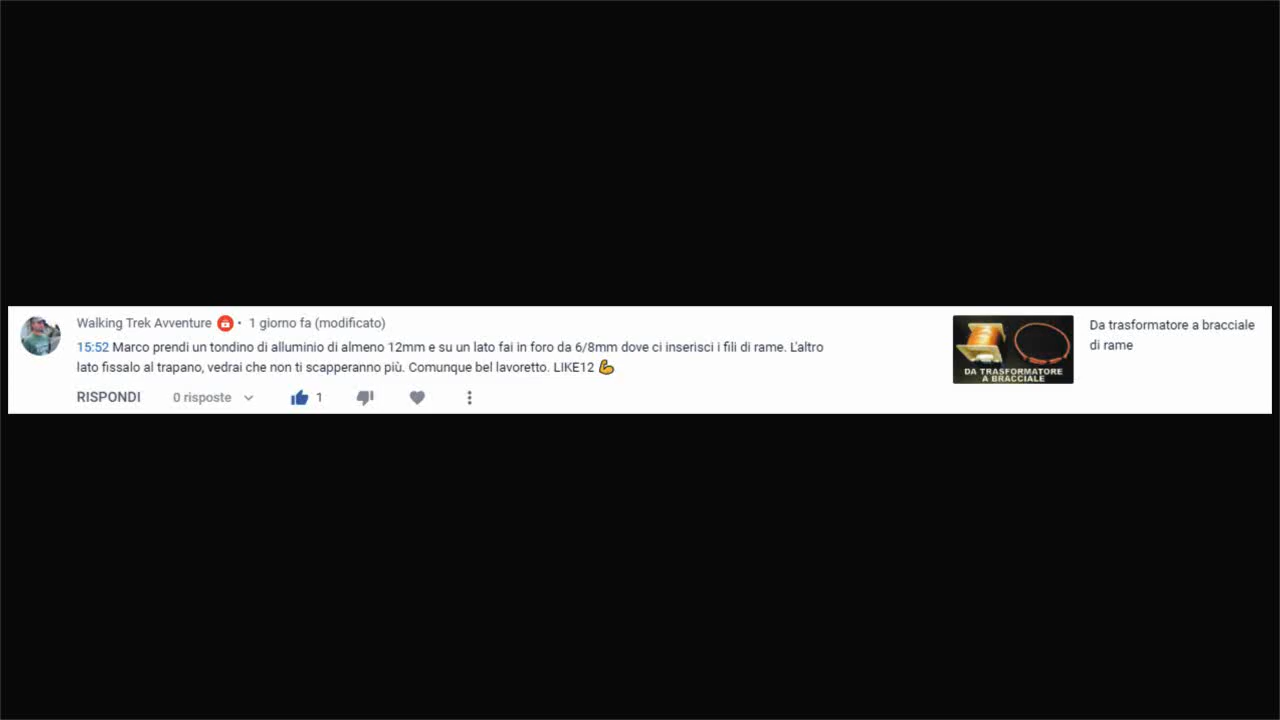 Walking Trek Avventure • 1 giorno fa (modificato)
15:52 Marco prendi un tondino di alluminio di almeno 12mm e su un lato fai in foro da 6/8mm dove ci inserisci i fili di rame. L'altro
lato fissalo al trapano, vedrai che non ti scapperanno più. Comunque bel lavoretto. LIKE12 💪
RISPONDI 0 risposte 1
DA TRASFORMATORE
A BRACCIALE
Da trasformatore a bracciale
di rame